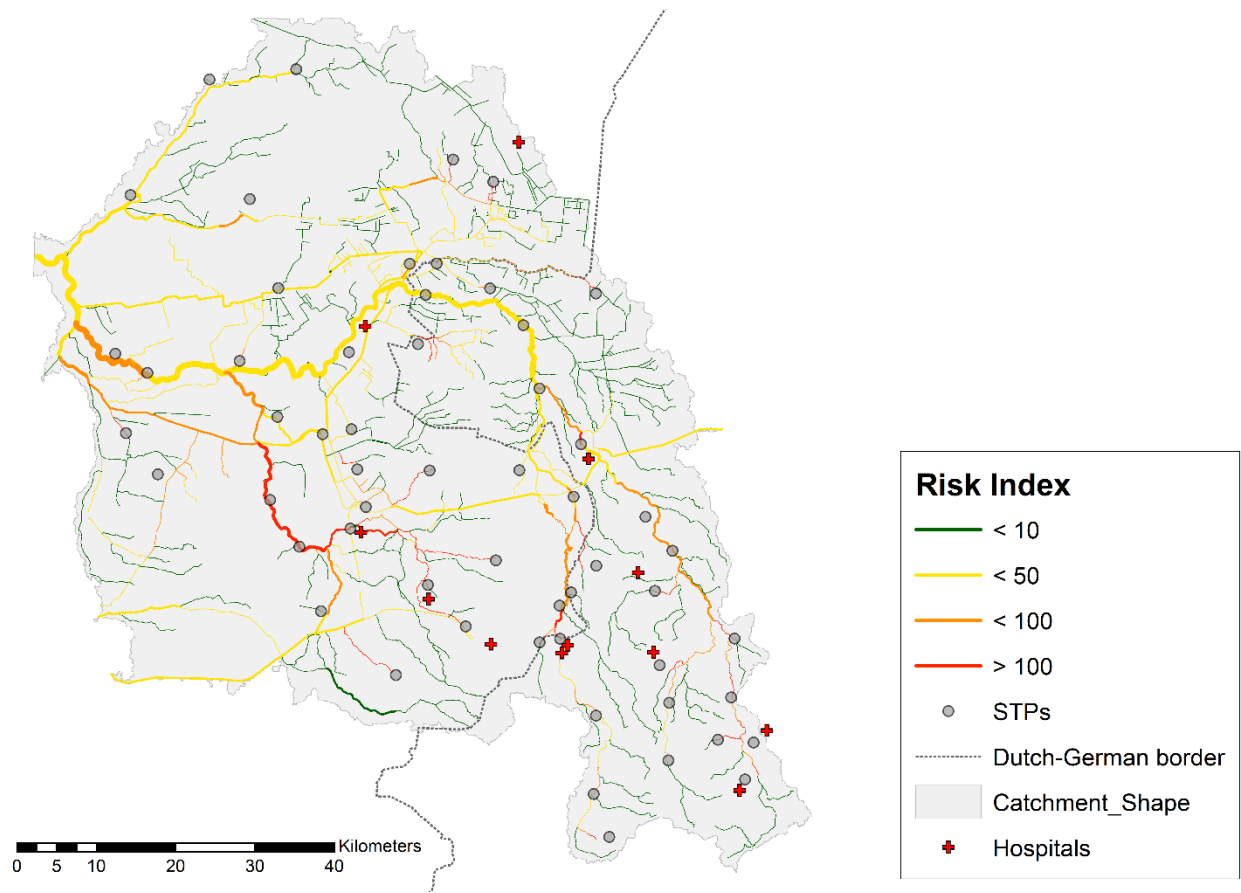 Risk Index
< 10
< 50
< 100
> 100
STPs
Dutch-German border
Catchment_Shape
Hospitals
Kilometers
0 5 10 20 30 40